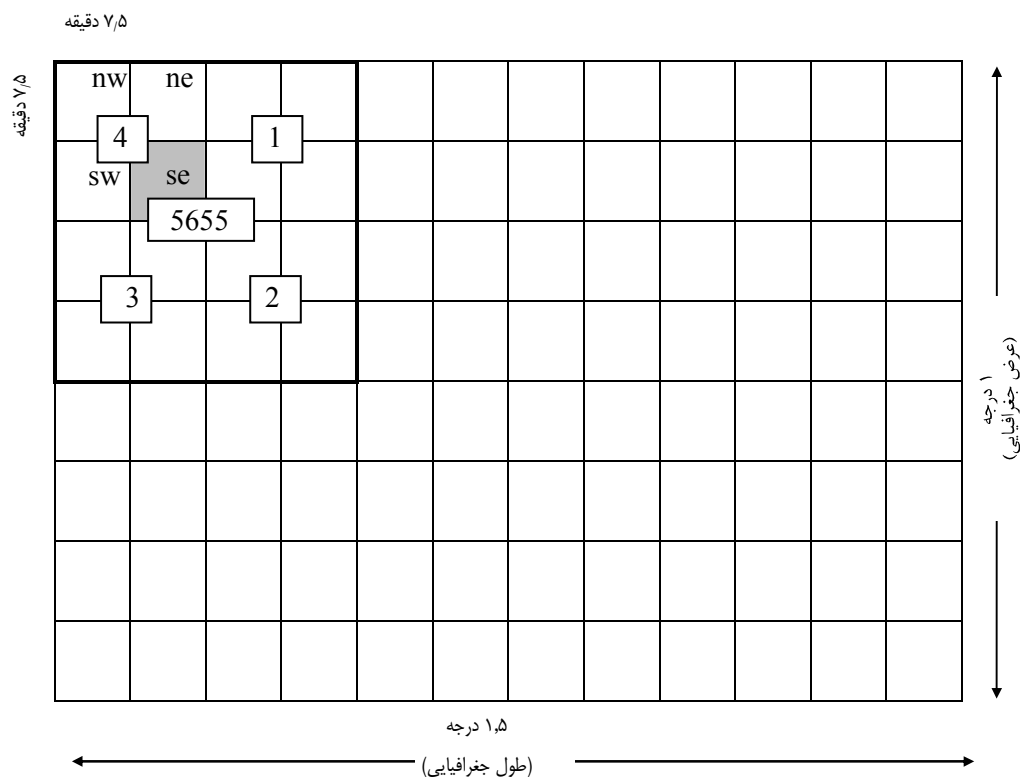 ۷٫۵ دقیقه
۷٫۵ دقیقه
nw ne
4 1
sw se
5655
3 2
۱ درجه
(عرض جغرافیایی)
۱٫۵ درجه
(طول جغرافیایی)